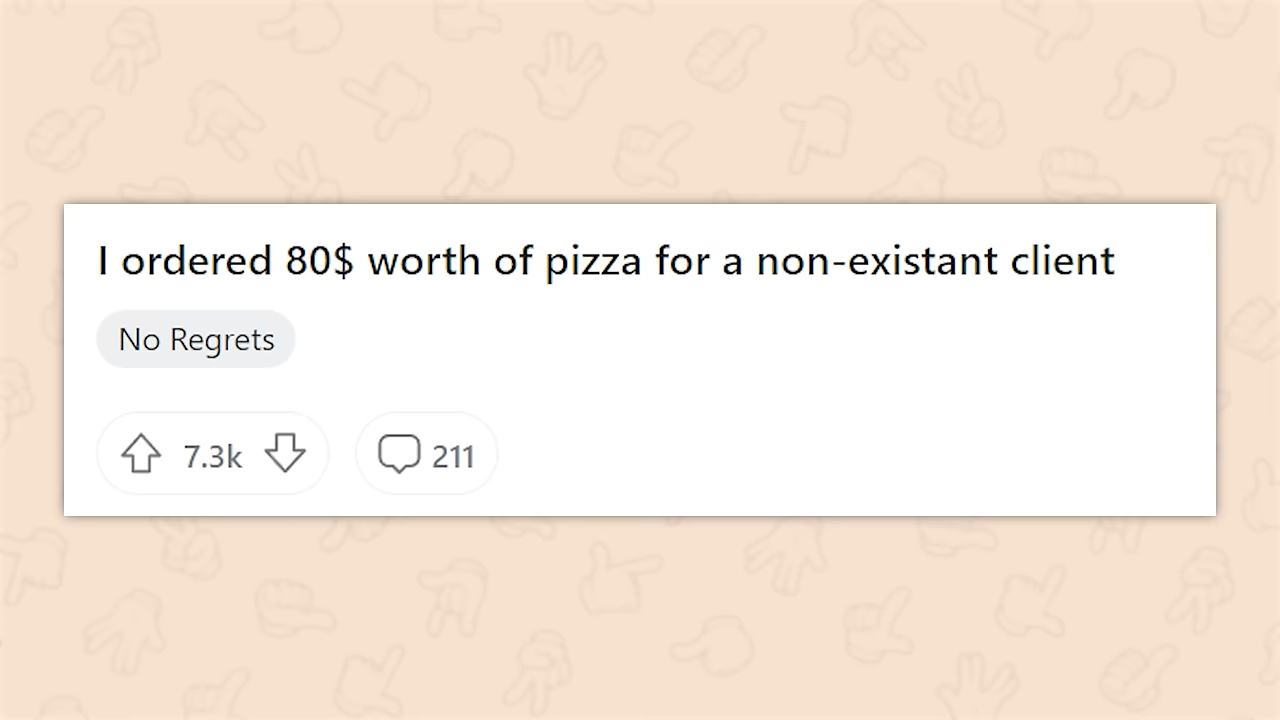 I ordered 80$ worth of pizza for a non-existant client
No Regrets
7.3k 211